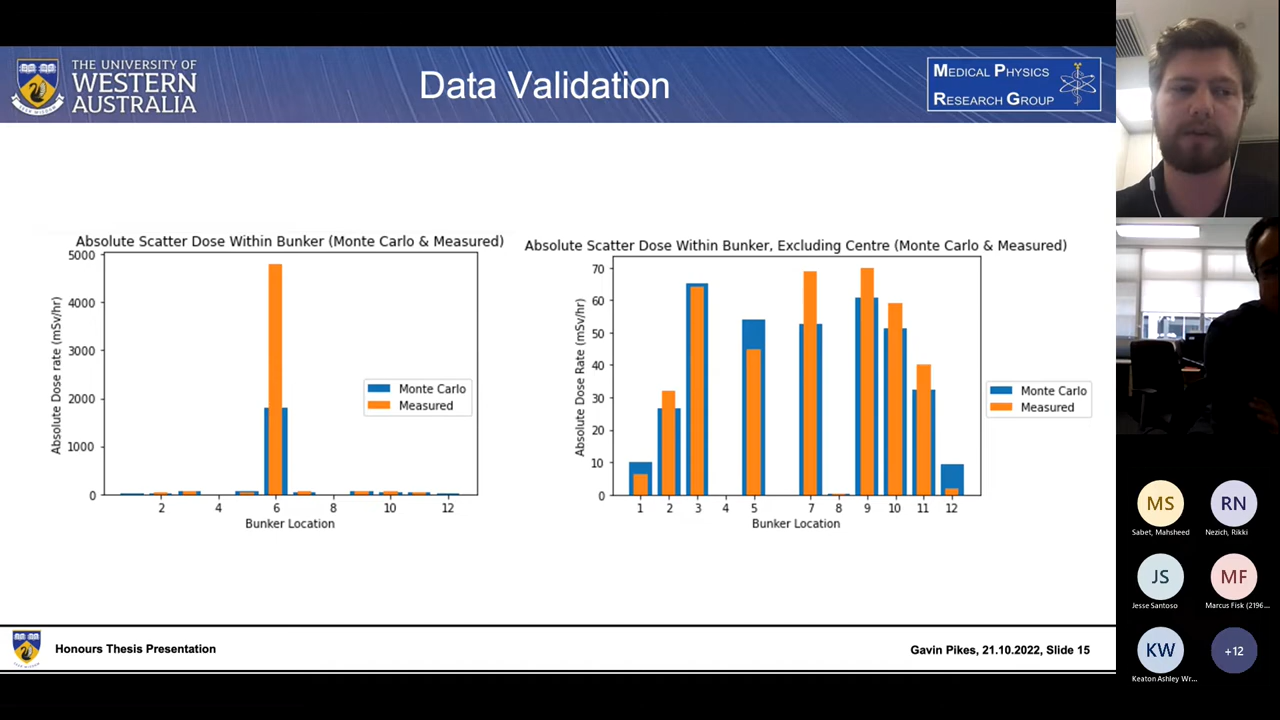 THE UNIVERSITY OF
WESTERN
AUSTRALIA
Data Validation
MEDICAL PHYSICS
RESEARCH GROUP
Absolute Scatter Dose Within Bunker (Monte Carlo & Measured)
5000
4000
3000
2000
1000
0
Absolute Dose rate (mSv/hr)
Monte Carlo
Measured
2 4 6 8 10 12
Bunker Location
Absolute Scatter Dose Within Bunker, Excluding Centre (Monte Carlo & Measured)
70
60
50
40
30
20
10
0
Absolute Dose Rate (mSv/hr)
Monte Carlo
Measured
1 2 3 4 5 7 8 9 10 11 12
Bunker Location
Honours Thesis Presentation
Gavin Pikes, 21.10.2022, Slide 15
MS
Sabet, Mahsheed
RN
Nezich, Rikki
JS
Jesse Santoso
MF
Marcus Fisk (2196...
KW
Keaton Ashley Wr...
+12